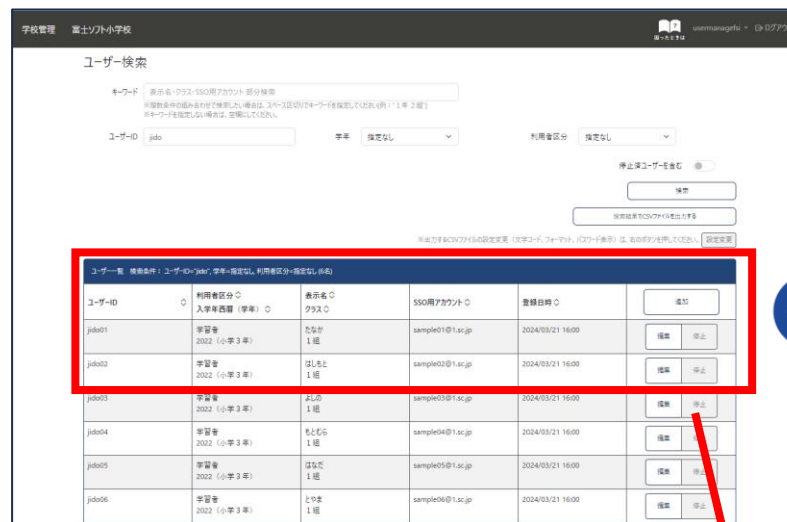 学校管理 富士ソフト小学校
困ったときは usermanagefsi ログアウ
ユーザー検索
キーワード 表示名・クラス・SSO用アカウント 部分検索
※複数条件の組み合わせで検索したい場合は、スペース区切りでキーワードを指定してください(例:"1年 2組")
※キーワードを指定しない場合は、空欄にしてください。
ユーザーID jido 学年 指定なし 利用者区分 指定なし
停止済ユーザーを含む
検索
検索結果でCSVファイルを出力する
※出力するCSVファイルの設定変更(文字コード、フォーマット、パスワード表示)は、右のボタンを押してください。 設定変更
ユーザー一覧 検索条件:ユーザーID="jido", 学年=指定なし, 利用者区分=指定なし (6名)
ユーザーID 利用者区分 表示名 SSO用アカウント 登録日時 追加
入学年西暦(学年) クラス
jido01 学習者 たなか sample01@1.sc.jp 2024/03/21 16:00 編集 停止
2022(小学3年) 1組
jido02 学習者 はしもと sample02@1.sc.jp 2024/03/21 16:00 編集 停止
2022(小学3年) 1組
jido03 学習者 よしの sample03@1.sc.jp 2024/03/21 16:00 編集 停止
2022(小学3年) 1組
jido04 学習者 もとむら sample04@1.sc.jp 2024/03/21 16:00 編集
2022(小学3年) 1組
jido05 学習者 はなだ sample05@1.sc.jp 2024/03/21 16:00 編集 停止
2022(小学3年) 1組
jido06 学習者 とやま sample06@1.sc.jp 2024/03/21 16:00 編集 停止
2022(小学3年) 1組